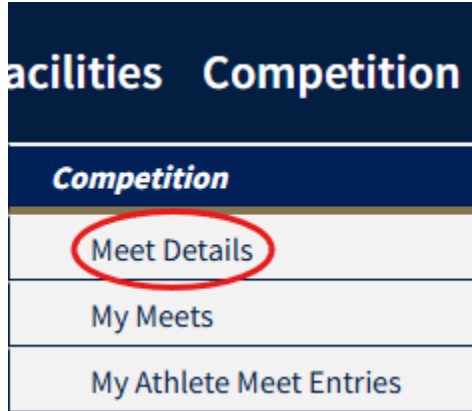 acilities Competition
Competition
Meet Details
My Meets
My Athlete Meet Entries